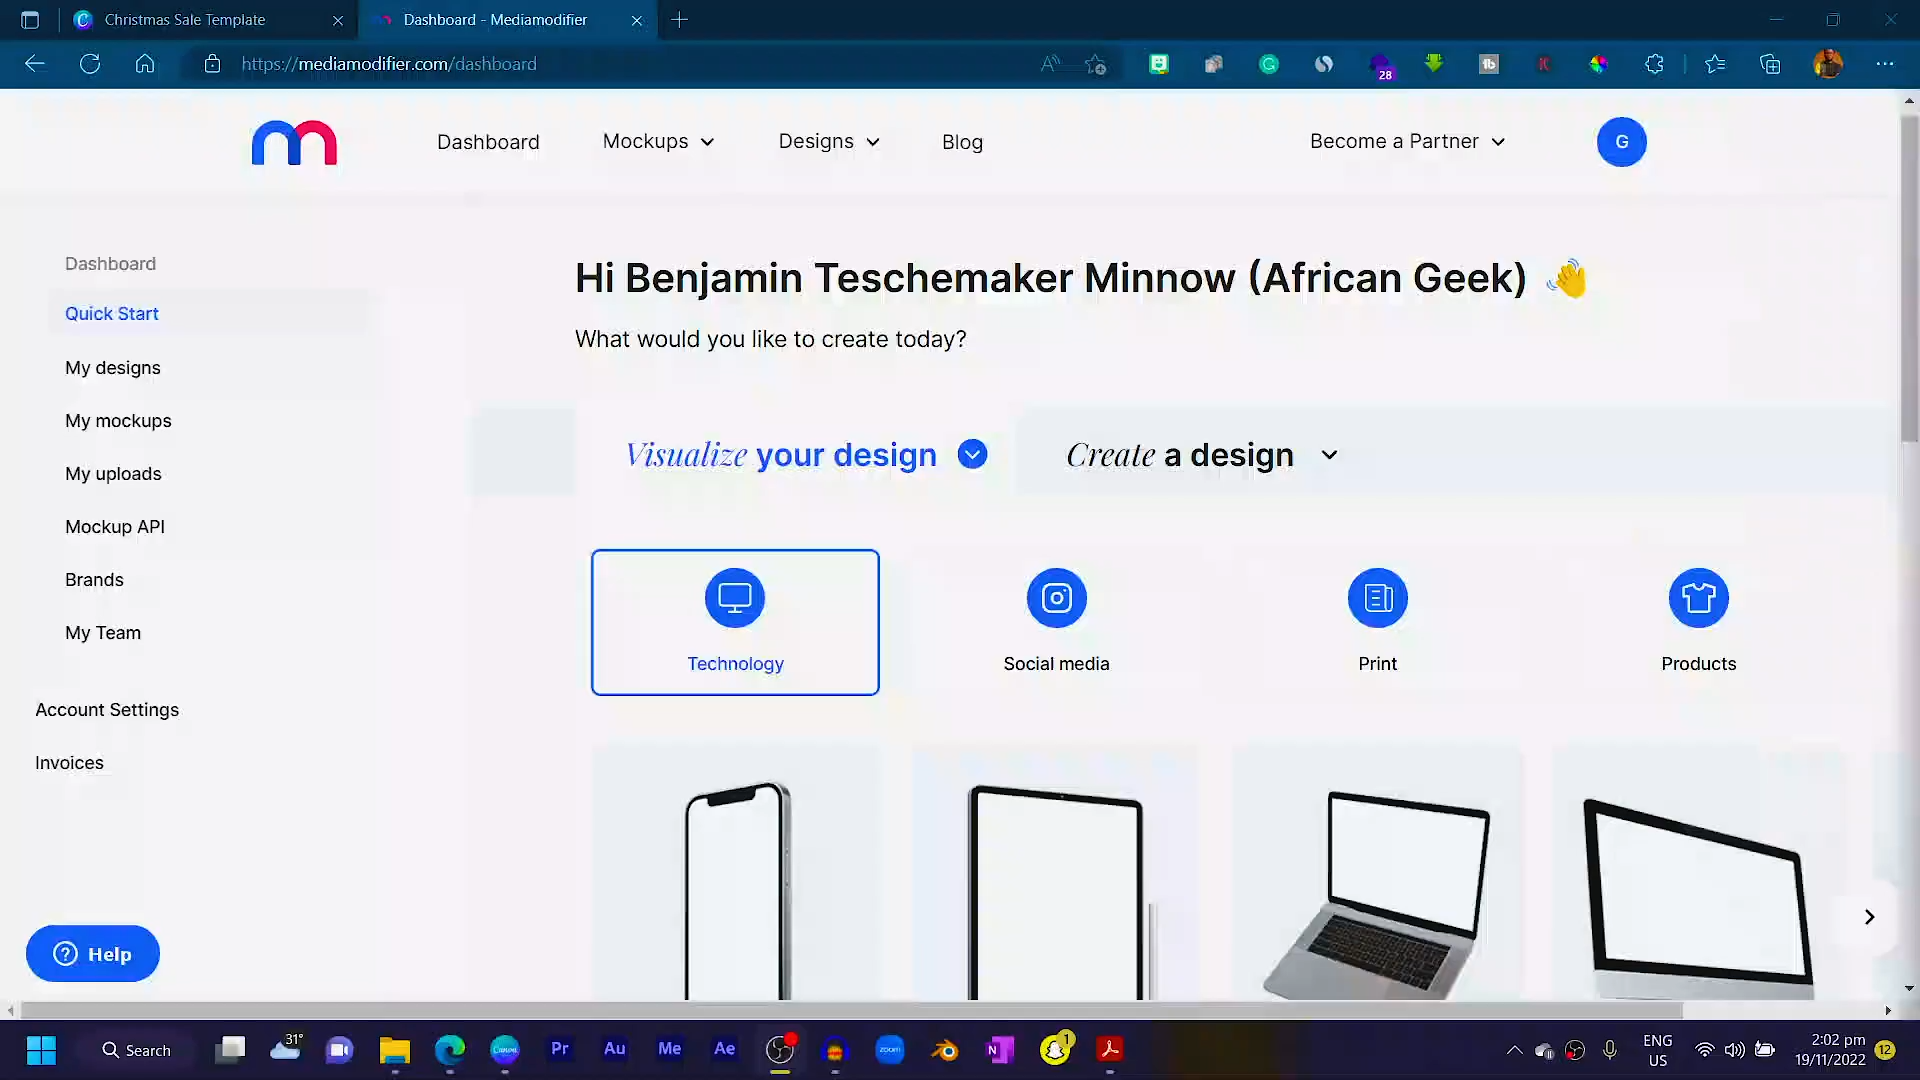 Christmas Sale Template
Dashboard - Mediamodifier
https://mediamodifier.com/dashboard
28
Dashboard
Mockups
Designs
Blog
Become a Partner
G
Dashboard
Quick Start
My designs
My mockups
My uploads
Mockup API
Brands
My Team
Account Settings
Invoices
Hi Benjamin Teschemaker Minnow (African Geek)
What would you like to create today?
Visualize your design
Create a design
Technology
Social media
Print
Products
Help
Search
31°
Canva
Pr
Au
Me
Ae
zoom
N
1
ENG
US
2:02 pm
19/11/2022
12